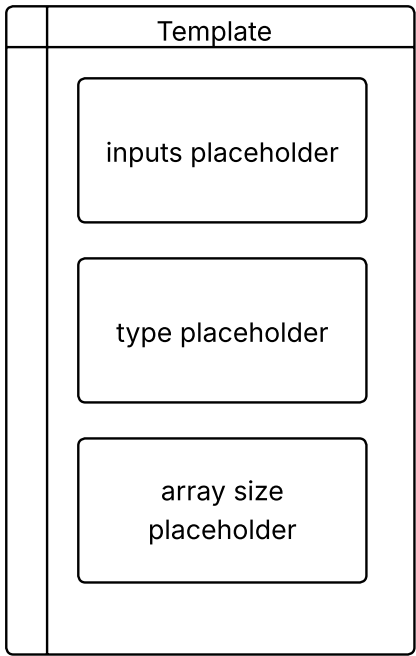 Template
inputs placeholder
type placeholder
array size
placeholder